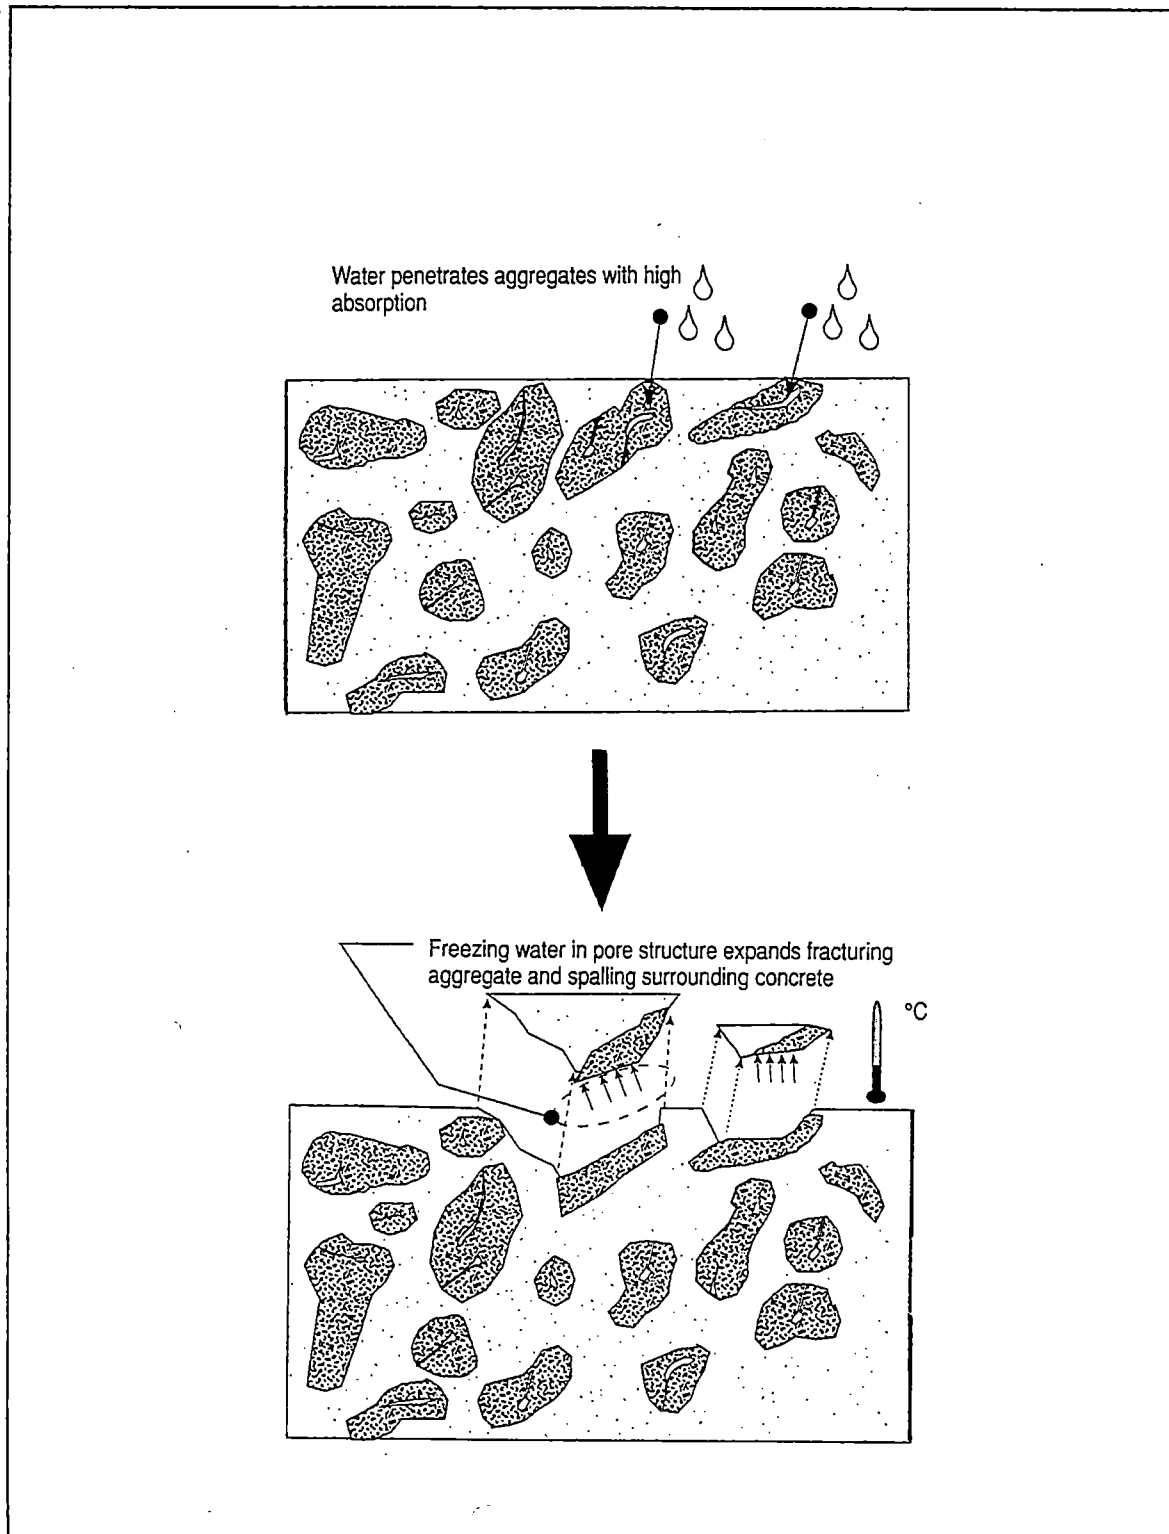 Water penetrates aggregates with high
absorption
Freezing water in pore structure expands fracturing
aggregate and spalling surrounding concrete
°C